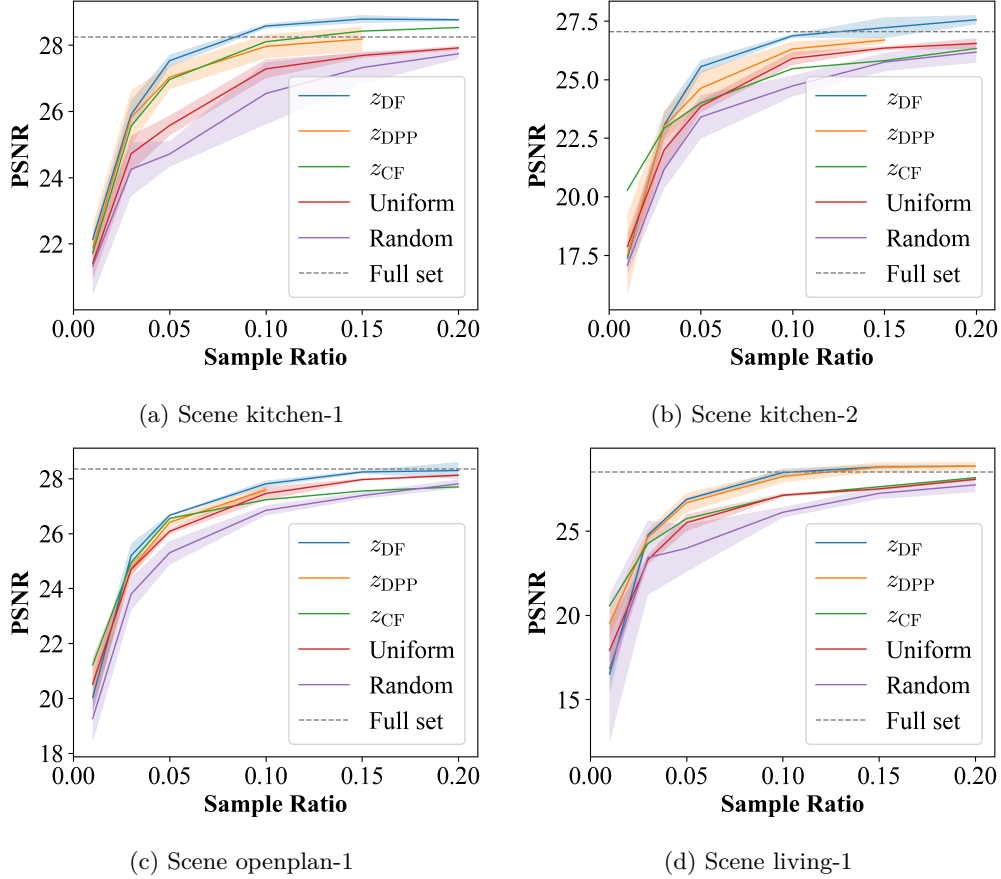 28
26
24
22
PSNR
0.00 0.05 0.10 0.15 0.20
Sample Ratio
z_DF
z_DPP
z_CF
Uniform
Random
Full set
(a) Scene kitchen-1
27.5
25.0
22.5
20.0
17.5
PSNR
0.00 0.05 0.10 0.15 0.20
Sample Ratio
z_DF
z_DPP
z_CF
Uniform
Random
Full set
(b) Scene kitchen-2
28
26
24
22
20
18
PSNR
0.00 0.05 0.10 0.15 0.20
Sample Ratio
z_DF
z_DPP
z_CF
Uniform
Random
Full set
(c) Scene openplan-1
25
20
15
PSNR
0.00 0.05 0.10 0.15 0.20
Sample Ratio
z_DF
z_DPP
z_CF
Uniform
Random
Full set
(d) Scene living-1